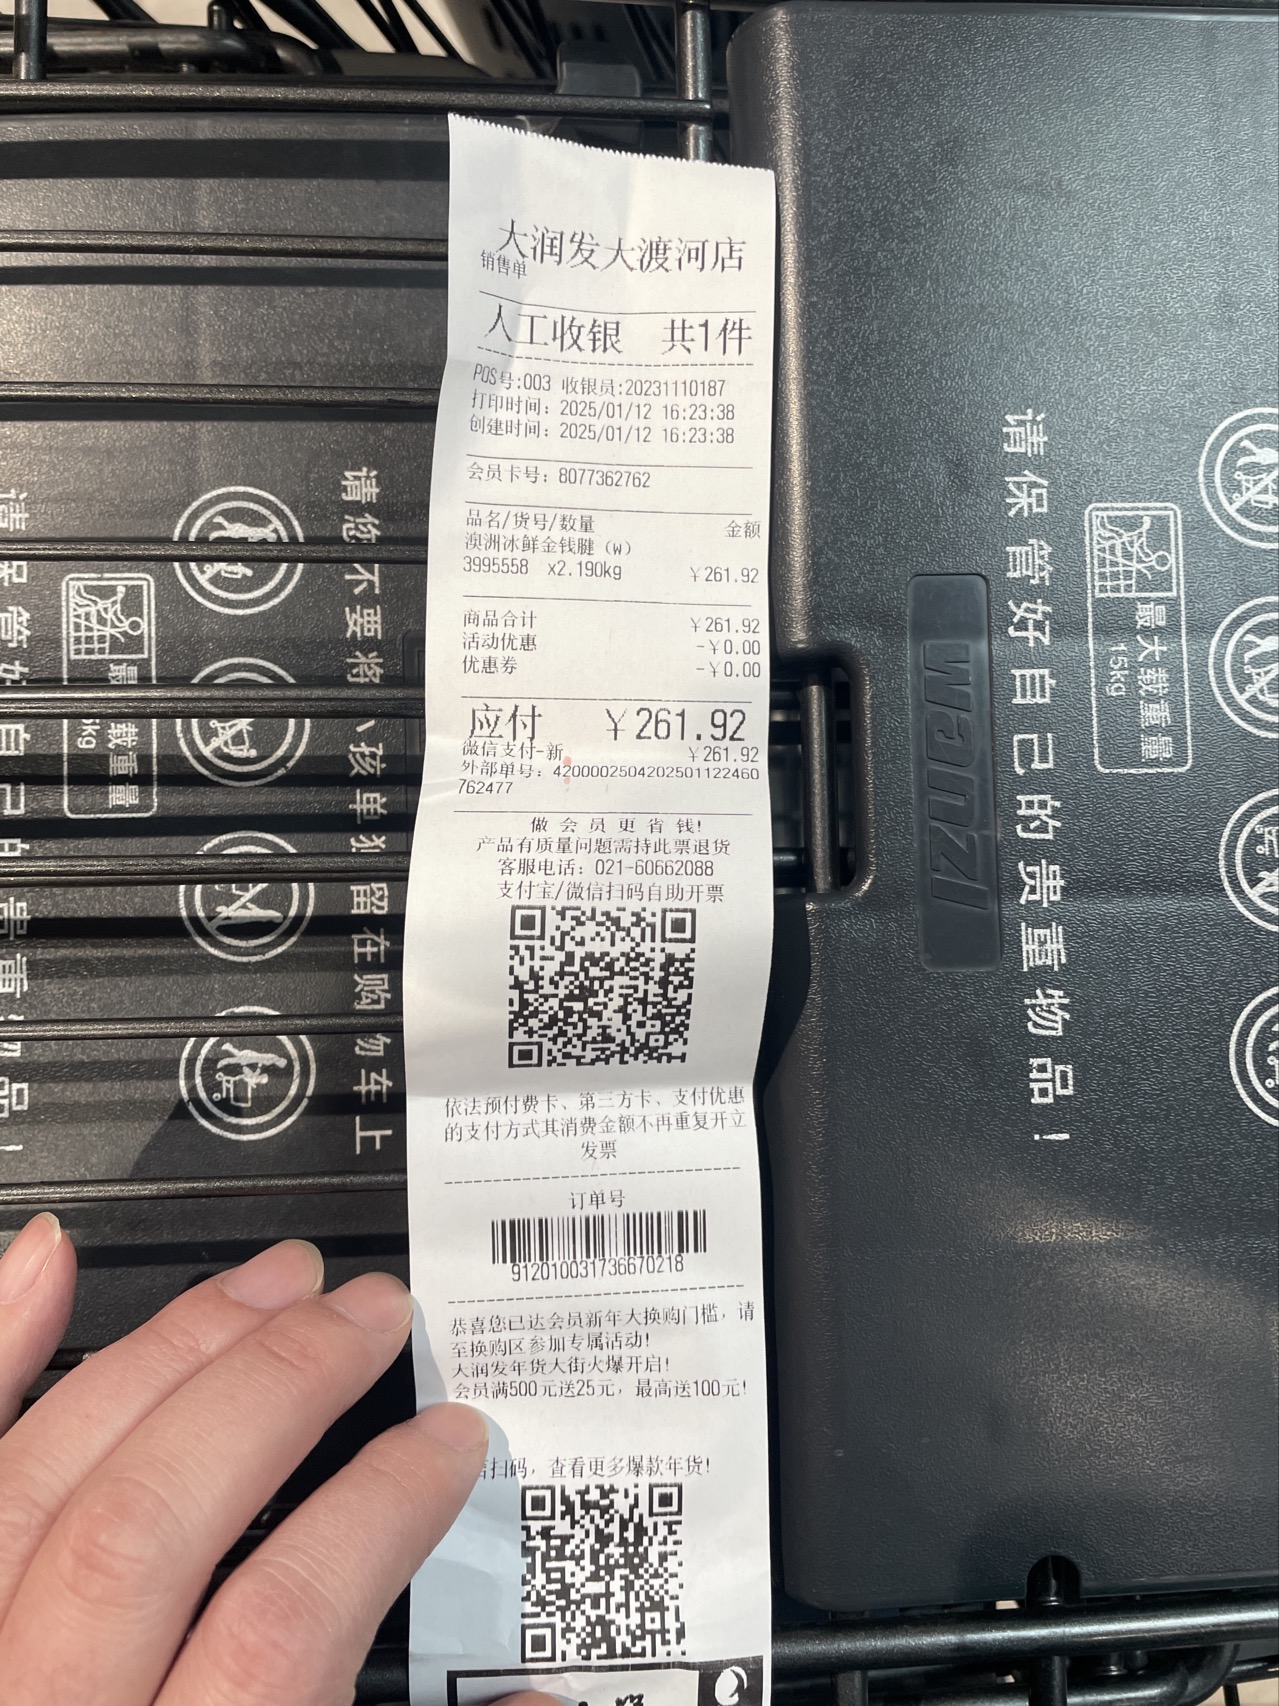 大润发大渡河店
销售单
人工收银 共1件
POS号:003 收银员:20231110187
打印时间: 2025/01/12 16:23:38
创建时间: 2025/01/12 16:23:38
会员卡号: 8077362762
品名/货号/数量 金额
澳洲冰鲜金钱腱（W）
3995558 x2.190kg ￥261.92
商品合计 ￥261.92
活动优惠 -￥0.00
优惠券 -￥0.00
应付 ￥261.92
微信支付-新 ￥261.92
外部单号: 4200002504202501122460
762477
做会员更省钱!
产品有质量问题需持此票退货
客服电话: 021-60662088
支付宝/微信扫码自助开票
依法预付费卡、第三方卡、支付优惠
的支付方式其消费金额不再重复开立
发票
订单号
912010031736670218
恭喜您已达会员新年大换购门槛，请
至换购区参加专属活动!
大润发年货大街火爆开启!
会员满500元送25元，最高送100元!
扫码，查看更多爆款年货!
请您不要将小孩单独留在购物车上
最大载重量
15kg
请保管好自己的贵重物品!
wanzl